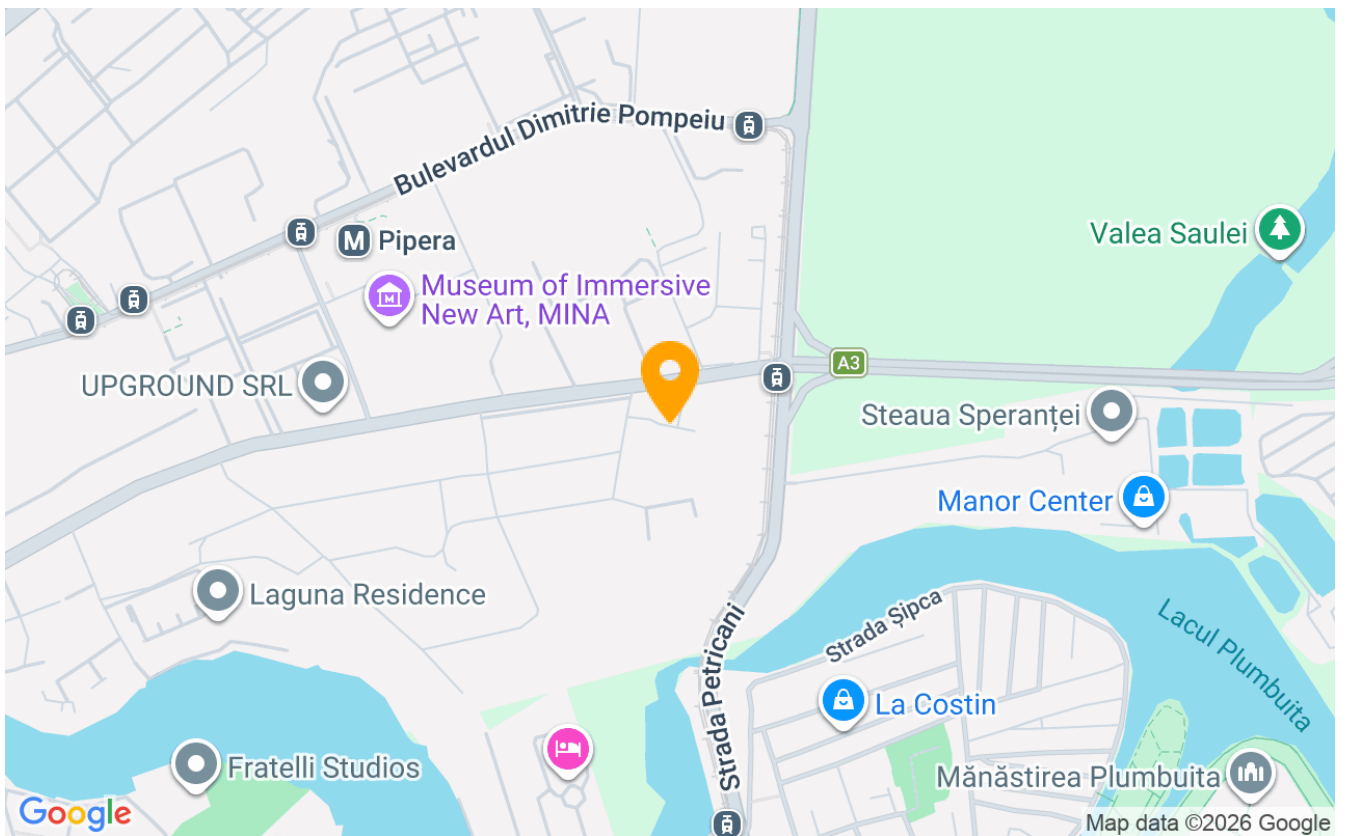 Bulevardul Dimitrie Pompeiu
M
Pipera
Valea Saulei
Museum of Immersive
New Art, MINA
M
A3
UPGROUND SRL
Steaua Speranței
Manor Center
Laguna Residence
Strada Șipca
Lacul Plumbuita
Strada Petricani
La Costin
Fratelli Studios
Mănăstirea Plumbuita
Google
Map data ©2026 Google